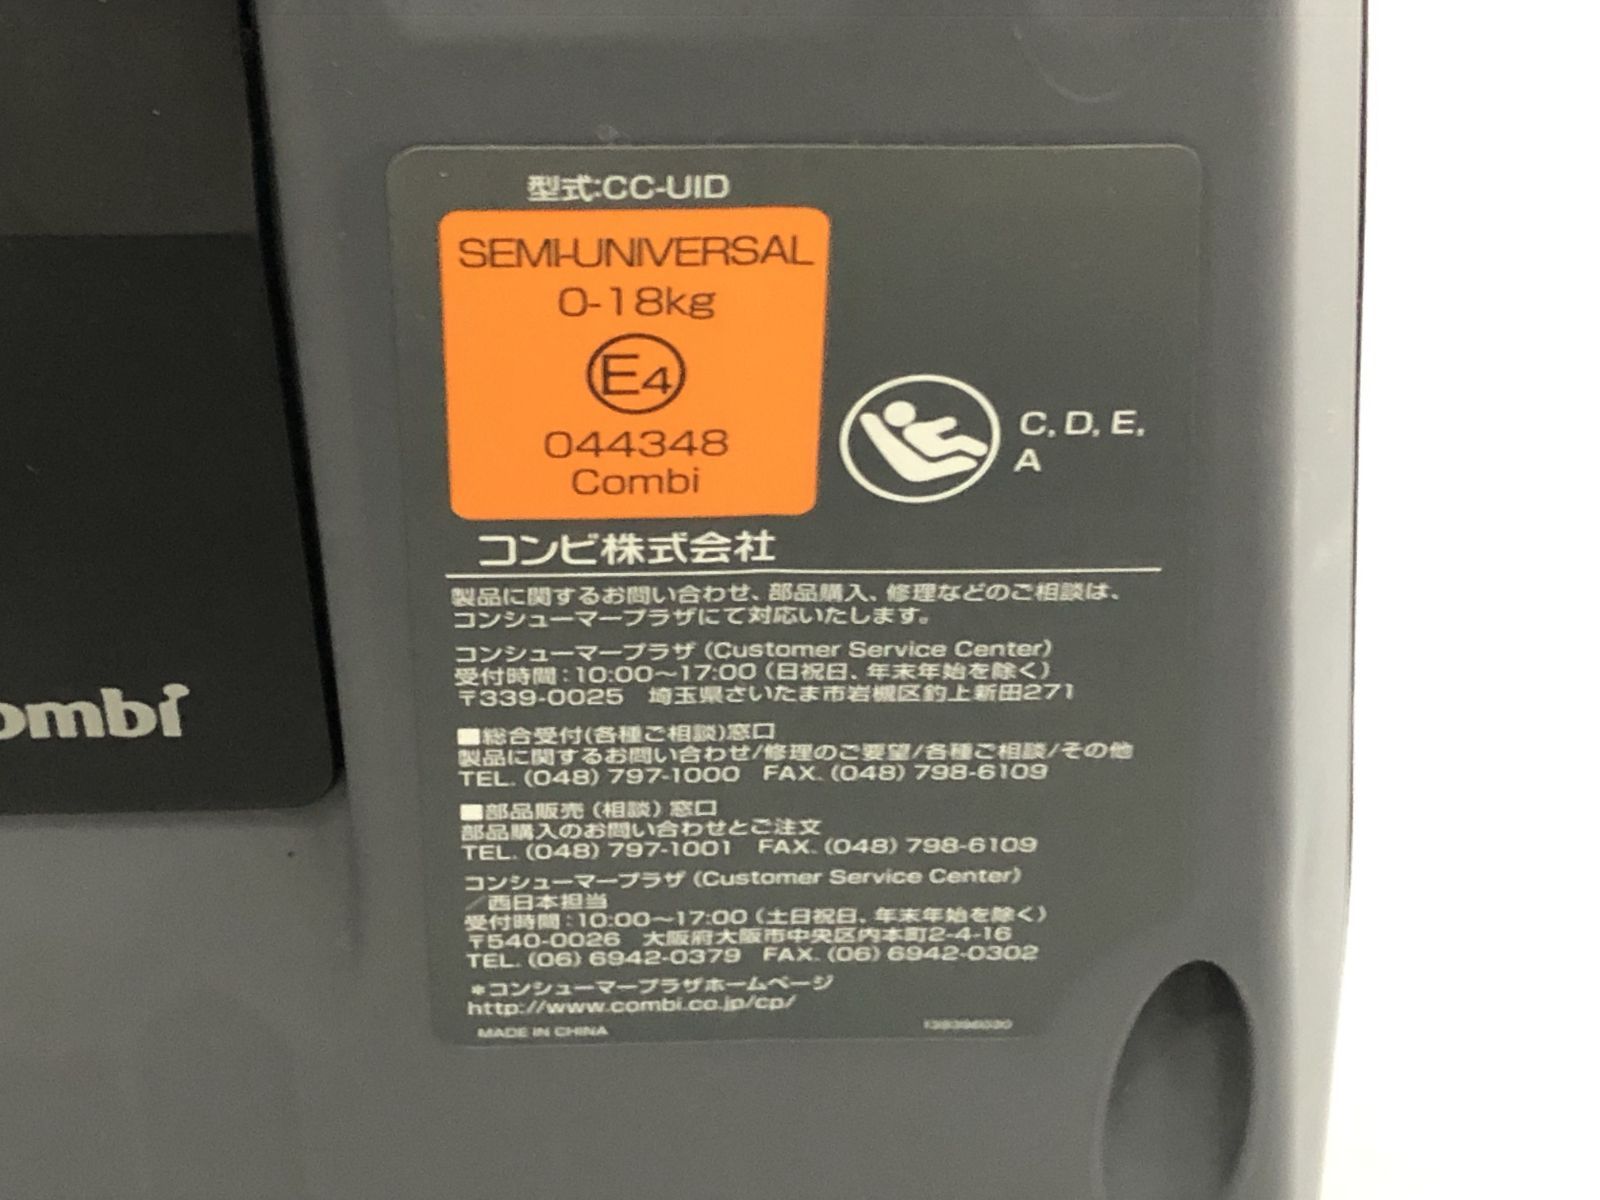 型式:CC-UID
SEMI-UNIVERSAL
0-18kg
E4
044348
Combi
C, D, E,
A
コンビ株式会社
製品に関するお問い合わせ、部品購入、修理などのご相談は、
コンシューマープラザにて対応いたします。
コンシューマープラザ (Customer Service Center)
受付時間:10:00～17:00 (日祝日、年末年始を除く)
〒339-0025 埼玉県さいたま市岩槻区釣上新田271
■総合受付(各種ご相談)窓口
製品に関するお問い合わせ/修理のご要望/各種ご相談/その他
TEL. (048) 797-1000 FAX. (048) 798-6109
■部品販売 (相談) 窓口
部品購入のお問い合わせとご注文
TEL. (048) 797-1001 FAX. (048) 798-6109
コンシューマープラザ (Customer Service Center)
/西日本担当
受付時間:10:00～17:00 (土日祝日、年末年始を除く)
〒540-0026 大阪府大阪市中央区内本町2-4-16
TEL. (06) 6942-0379 FAX. (06) 6942-0302
*コンシューマープラザホームページ
http://www.combi.co.jp/cp/
MADE IN CHINA
ombi